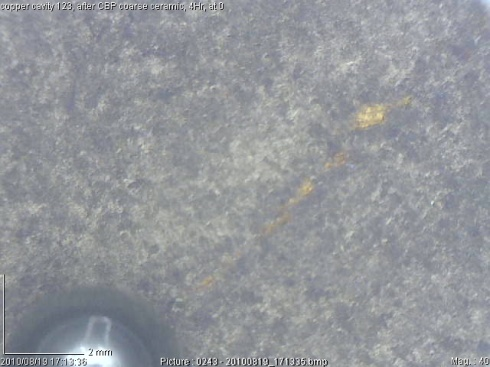 copper cavity 123, after CBP coarse ceramic, 4Hr, at 0
2 mm
2010/08/19 17:13:36 Picture : 0243 - 20100819_171335.bmp Mag.: 40